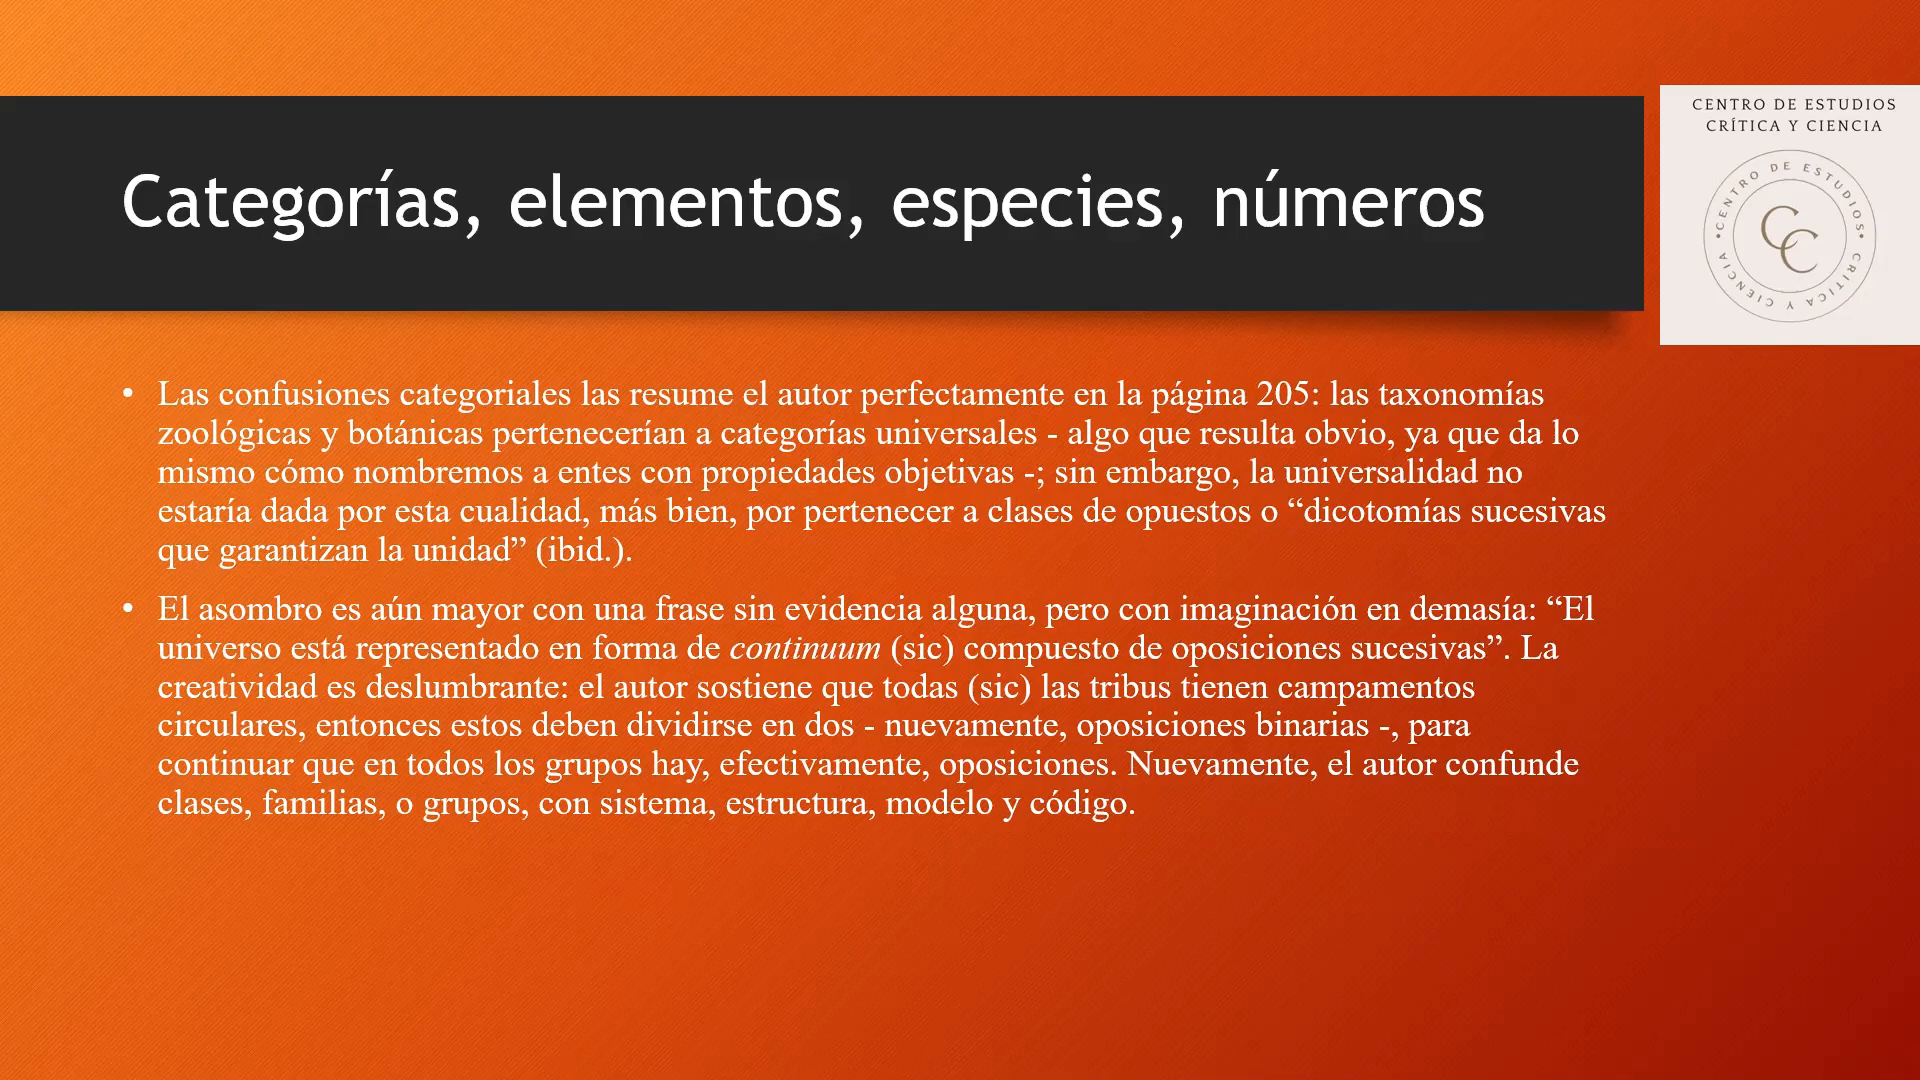 CENTRO DE ESTUDIOS
CRÍTICA Y CIENCIA
CENTRO DE ESTUDIOS • CRÍTICA Y CIENCIA •
CC
Categorías, elementos, especies, números
• Las confusiones categoriales las resume el autor perfectamente en la página 205: las taxonomías
zoológicas y botánicas pertenecerían a categorías universales - algo que resulta obvio, ya que da lo
mismo cómo nombremos a entes con propiedades objetivas -; sin embargo, la universalidad no
estaría dada por esta cualidad, más bien, por pertenecer a clases de opuestos o “dicotomías sucesivas
que garantizan la unidad” (ibid.).
• El asombro es aún mayor con una frase sin evidencia alguna, pero con imaginación en demasía: “El
universo está representado en forma de continuum (sic) compuesto de oposiciones sucesivas”. La
creatividad es deslumbrante: el autor sostiene que todas (sic) las tribus tienen campamentos
circulares, entonces estos deben dividirse en dos - nuevamente, oposiciones binarias -, para
continuar que en todos los grupos hay, efectivamente, oposiciones. Nuevamente, el autor confunde
clases, familias, o grupos, con sistema, estructura, modelo y código.